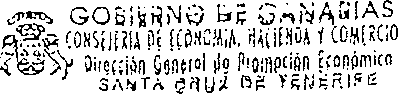 GOBIERNO DE CANARIAS
CONSEJERIA DE ECONOMIA, HACIENDA Y COMERCIO
Dirección General de Promoción Económica
SANTA CRUZ DE TENERIFE